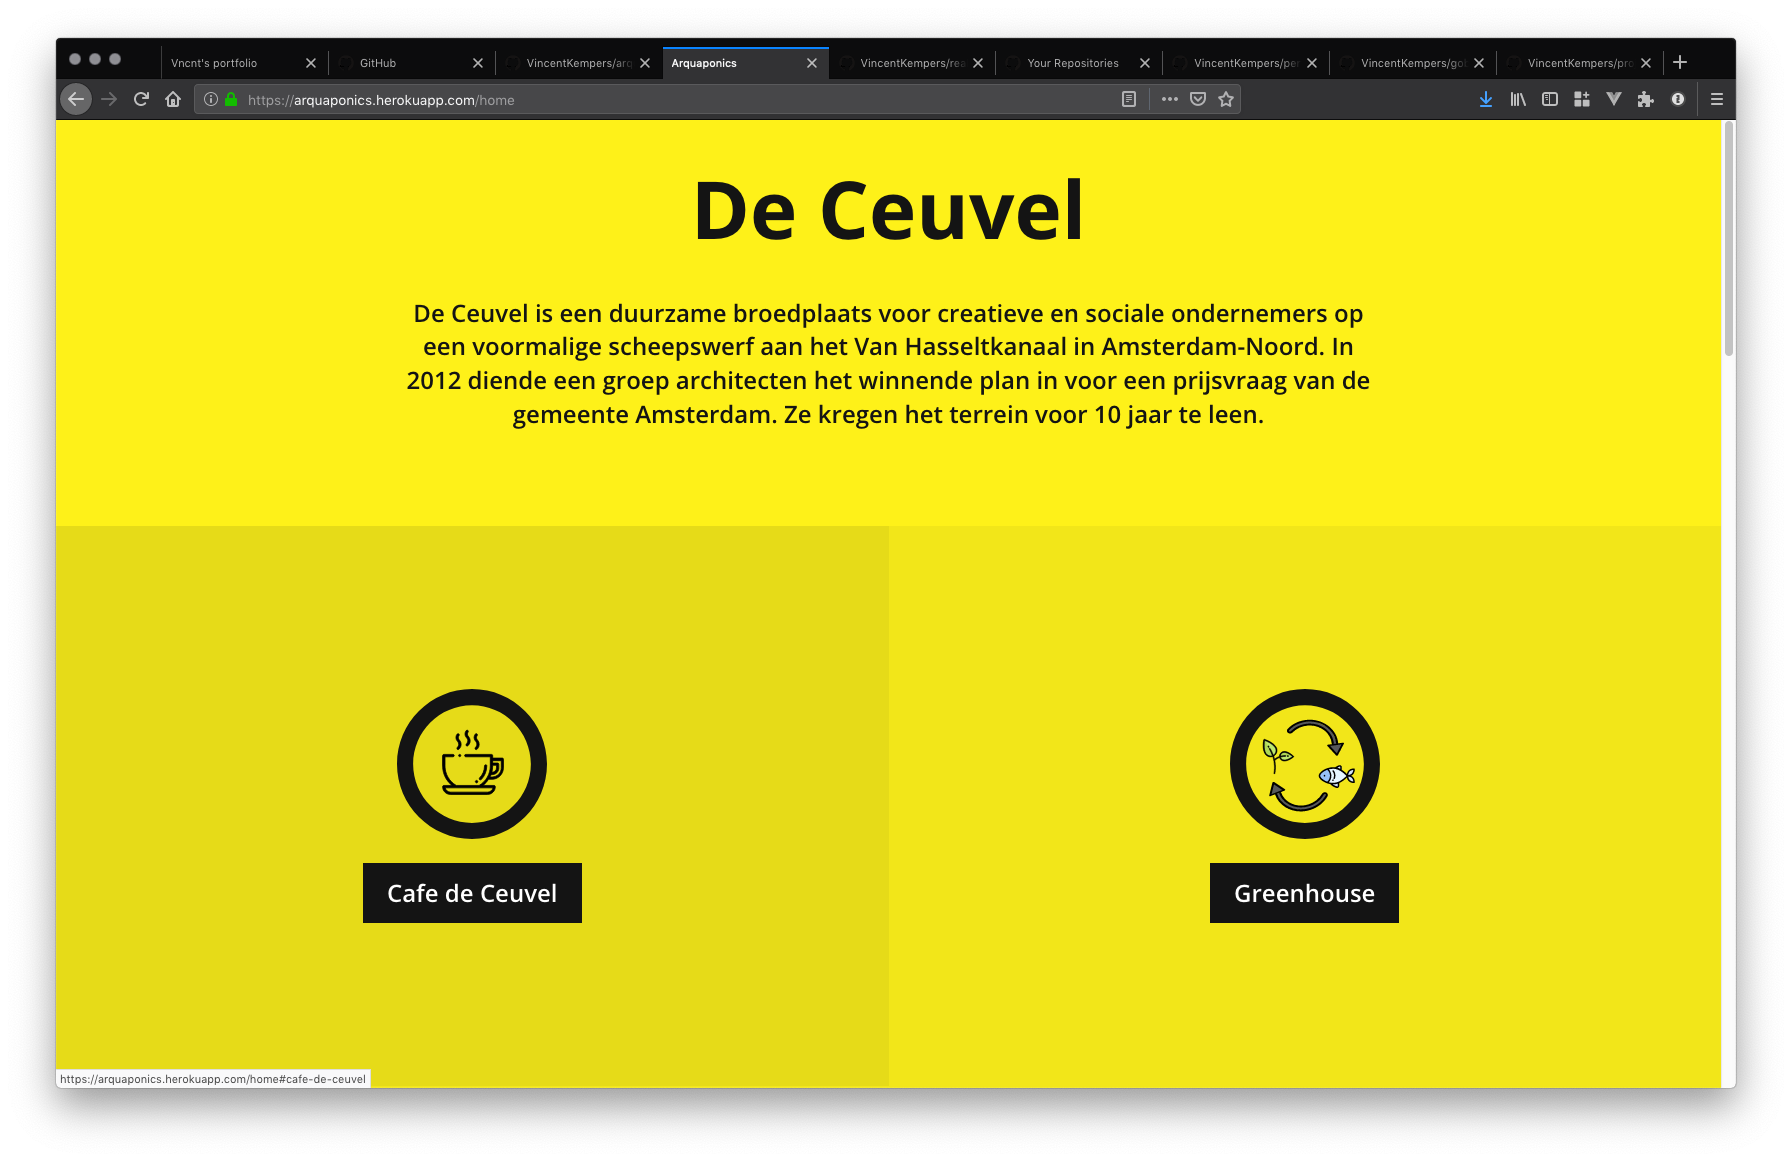 Vncnt's portfolio
GitHub
VincentKempers/arq
Arquaponics
VincentKempers/rea
Your Repositories
VincentKempers/per
VincentKempers/gol
VincentKempers/pro
https://arquaponics.herokuapp.com/home
De Ceuvel
De Ceuvel is een duurzame broedplaats voor creatieve en sociale ondernemers op
een voormalige scheepswerf aan het Van Hasseltkanaal in Amsterdam-Noord. In
2012 diende een groep architecten het winnende plan in voor een prijsvraag van de
gemeente Amsterdam. Ze kregen het terrein voor 10 jaar te leen.
Cafe de Ceuvel
Greenhouse
https://arquaponics.herokuapp.com/home#cafe-de-ceuvel